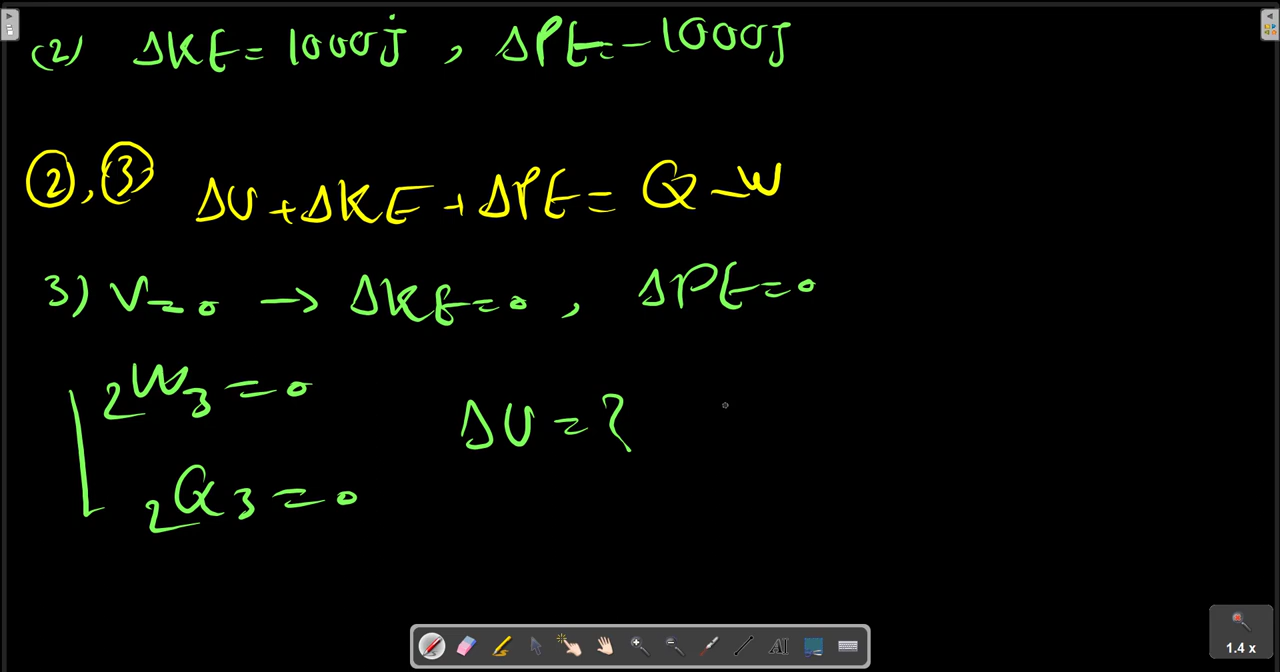 (2) ΔKE = 1000j , ΔPE = -1000j
②, ③ ΔU + ΔKE + ΔPE = Q - W
3) V = 0 → ΔKE = 0 , ΔPE = 0
₂W₃ = 0
ΔU = ?
₂Q₃ = 0
AI
1.4 x